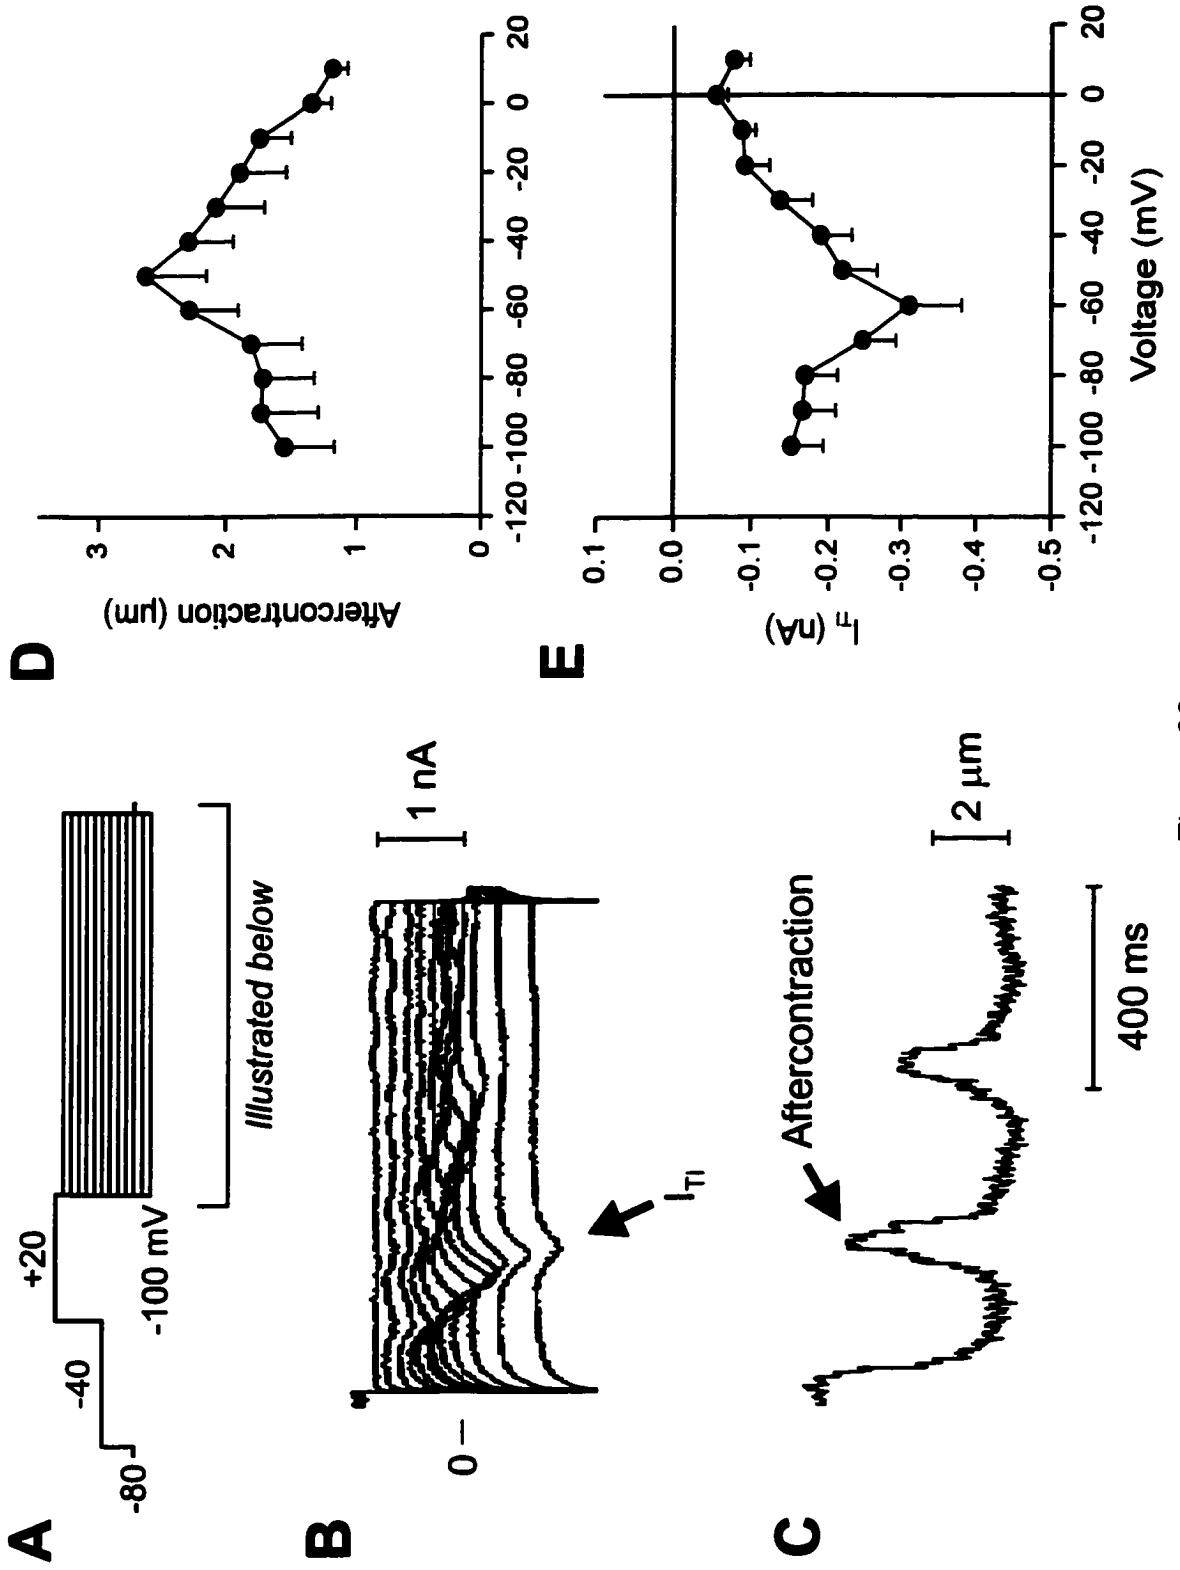 A
+20
-40
-80
-100 mV
Illustrated below
B
0
1 nA
I TI
C
Aftercontraction
2 μm
400 ms
D
Aftercontraction (μm)
3
2
1
0
-120 -100 -80 -60 -40 -20 0 20
E
I TI (nA)
0.1
0.0
-0.1
-0.2
-0.3
-0.4
-0.5
-120 -100 -80 -60 -40 -20 0 20
Voltage (mV)